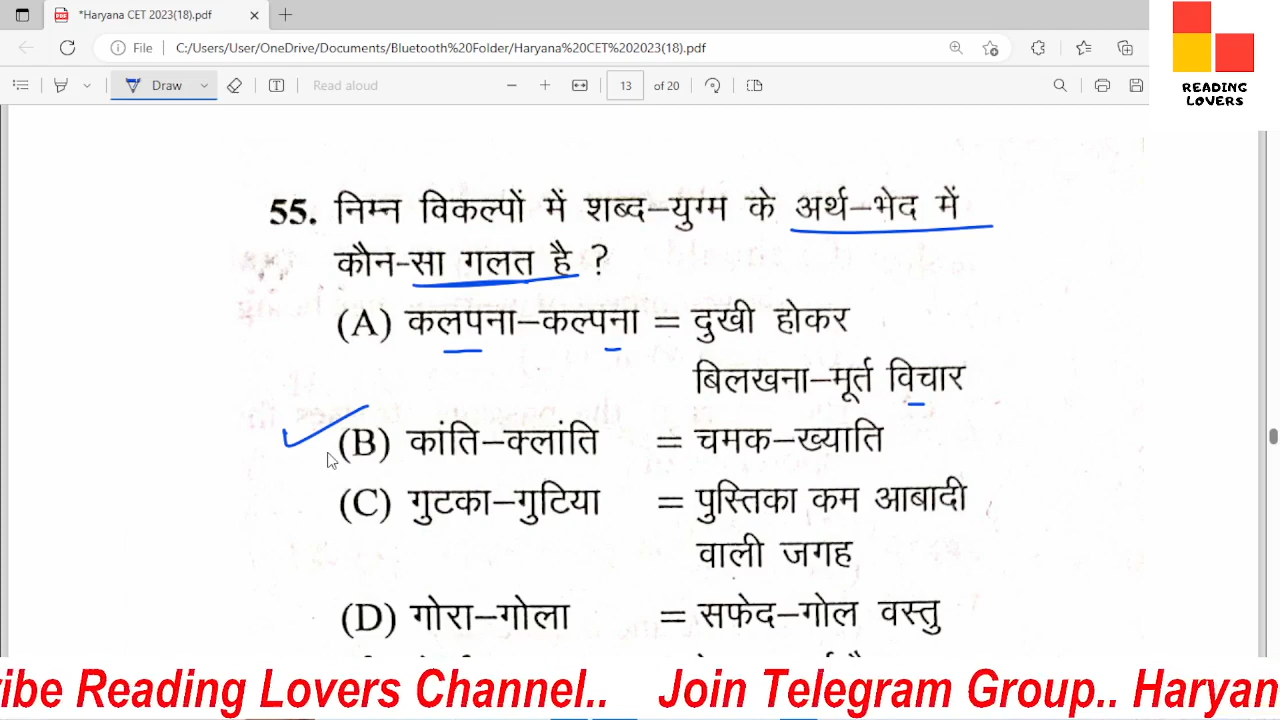 *Haryana CET 2023(18).pdf
File C:/Users/User/OneDrive/Documents/Bluetooth%20Folder/Haryana%20CET%202023(18).pdf
Draw Read aloud 13 of 20
READING
LOVERS
55. निम्न विकल्पों में शब्द–युग्म के अर्थ–भेद में
कौन-सा गलत है ?
(A) कलपना–कल्पना = दुखी होकर
बिलखना–मूर्त विचार
(B) कांति–क्लांति = चमक–ख्याति
(C) गुटका–गुटिया = पुस्तिका कम आबादी
वाली जगह
(D) गोरा–गोला = सफेद–गोल वस्तु
ribe Reading Lovers Channel.. Join Telegram Group.. Haryan